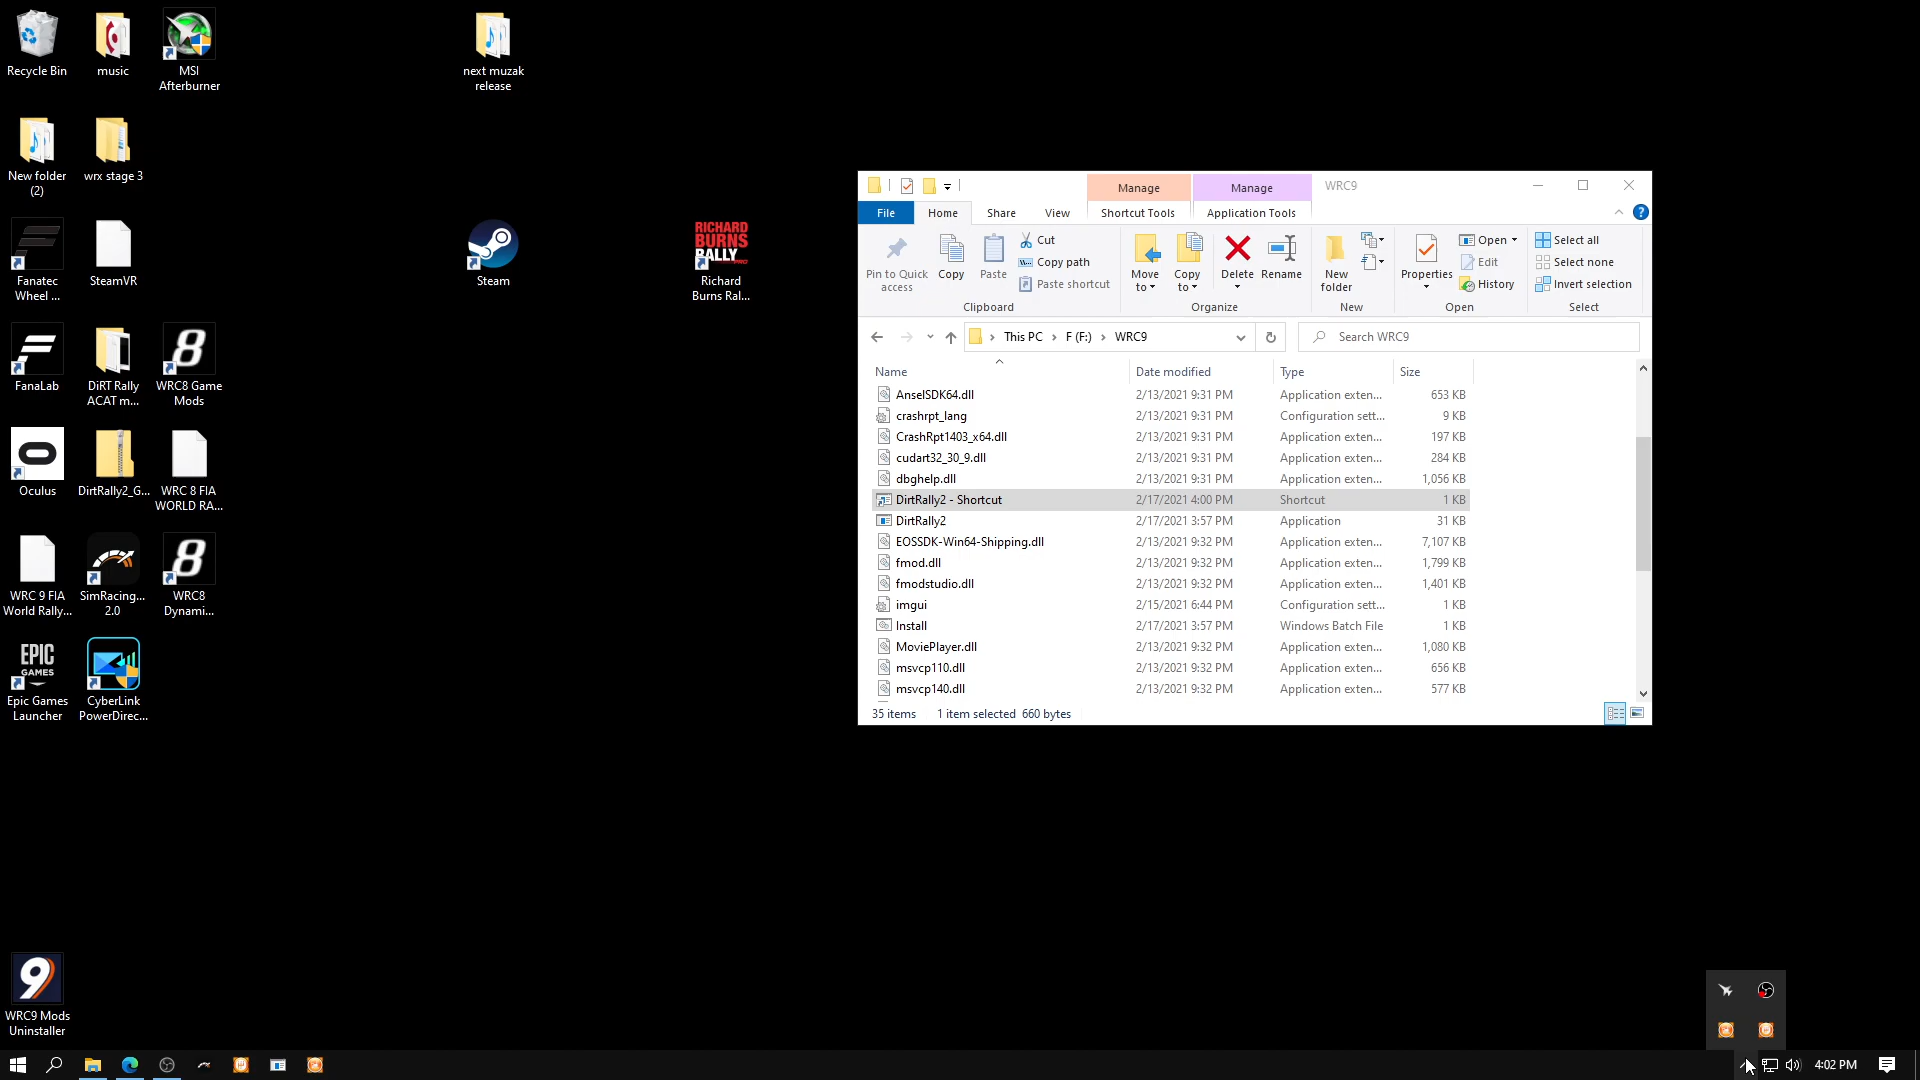 Recycle Bin
music
MSI
Afterburner
next muzak
release
New folder
(2)
wrx stage 3
Fanatec
Wheel ...
SteamVR
Steam
RICHARD
BURNS
RALLY
Richard
Burns Ral...
FanaLab
DiRT Rally
ACAT m...
WRC8 Game
Mods
Oculus
DirtRally2_G...
WRC 8 FIA
WORLD RA...
WRC 9 FIA
World Rally...
SimRacing...
2.0
WRC8
Dynami...
EPIC
GAMES
Epic Games
Launcher
CyberLink
PowerDirec...
WRC9 Mods
Uninstaller
Manage
Manage
WRC9
File
Home
Share
View
Shortcut Tools
Application Tools
Pin to Quick
access
Copy
Paste
Cut
Copy path
Paste shortcut
Clipboard
Move
to
Copy
to
Delete
Rename
Organize
New
folder
New
Properties
Open
Edit
History
Open
Select all
Select none
Invert selection
Select
This PC > F (F:) > WRC9
Search WRC9
Name Date modified Type Size
AnselSDK64.dll 2/13/2021 9:31 PM Application exten... 653 KB
crashrpt_lang 2/13/2021 9:31 PM Configuration sett... 9 KB
CrashRpt1403_x64.dll 2/13/2021 9:31 PM Application exten... 197 KB
cudart32_30_9.dll 2/13/2021 9:31 PM Application exten... 284 KB
dbghelp.dll 2/13/2021 9:31 PM Application exten... 1,056 KB
DirtRally2 - Shortcut 2/17/2021 4:00 PM Shortcut 1 KB
DirtRally2 2/17/2021 3:57 PM Application 31 KB
EOSSDK-Win64-Shipping.dll 2/13/2021 9:32 PM Application exten... 7,107 KB
fmod.dll 2/13/2021 9:32 PM Application exten... 1,799 KB
fmodstudio.dll 2/13/2021 9:32 PM Application exten... 1,401 KB
imgui 2/15/2021 6:44 PM Configuration sett... 1 KB
Install 2/17/2021 3:57 PM Windows Batch File 1 KB
MoviePlayer.dll 2/13/2021 9:32 PM Application exten... 1,080 KB
msvcp110.dll 2/13/2021 9:32 PM Application exten... 656 KB
msvcp140.dll 2/13/2021 9:32 PM Application exten... 577 KB
35 items 1 item selected 660 bytes
4:02 PM